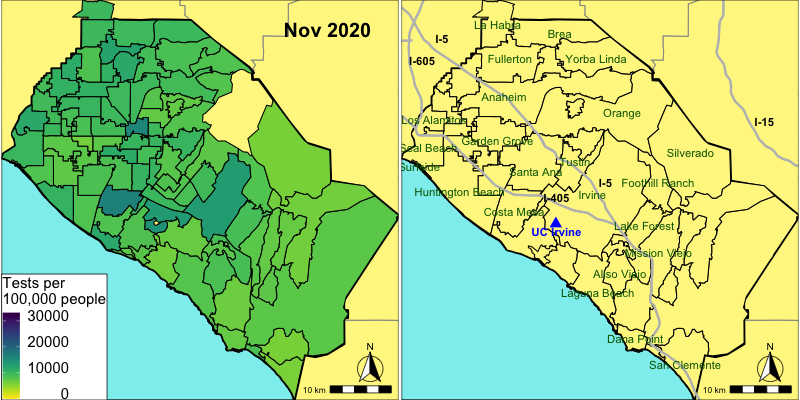 Nov 2020
Tests per
100,000 people
30000
20000
10000
0
N
10 km
La Habra
Brea
I-5
I-605
Fullerton
Yorba Linda
Anaheim
Orange
I-15
Los Alamitos
Garden Grove
Seal Beach
Silverado
Sunside
Tustin
Santa Ana
I-5
Foothill Ranch
Huntington Beach
I-405
Irvine
Costa Mesa
UC Irvine
Lake Forest
Mission Viejo
Aliso Viejo
Laguna Beach
Dana Point
San Clemente
N
10 km